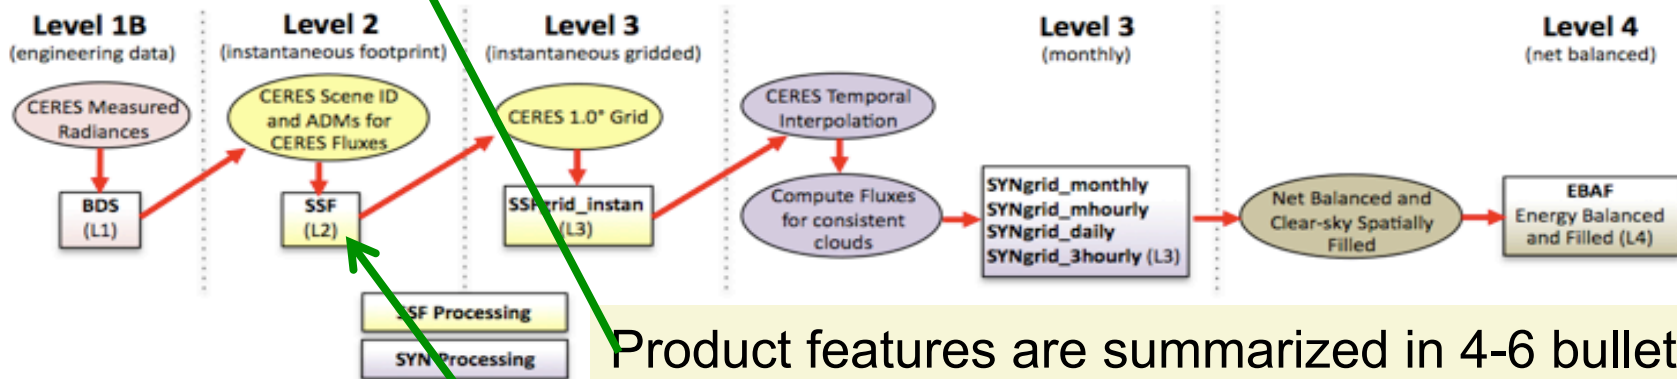 Level 1B
(engineering data)
CERES Measured
Radiances
BDS
(L1)
Level 2
(instantaneous footprint)
CERES Scene ID
and ADMs for
CERES Fluxes
SSF
(L2)
Level 3
(instantaneous gridded)
CERES 1.0° Grid
SSFgrid_instan
(L3)
Level 3
(monthly)
CERES Temporal
Interpolation
Compute Fluxes
for consistent
clouds
SYNgrid_monthly
SYNgrid_mhourly
SYNgrid_daily
SYNgrid_3hourly (L3)
Level 4
(net balanced)
Net Balanced and
Clear-sky Spatially
Filled
EBAF
Energy Balanced
and Filled (L4)
SSF Processing
SYN Processing
Product features are summarized in 4-6 bullet